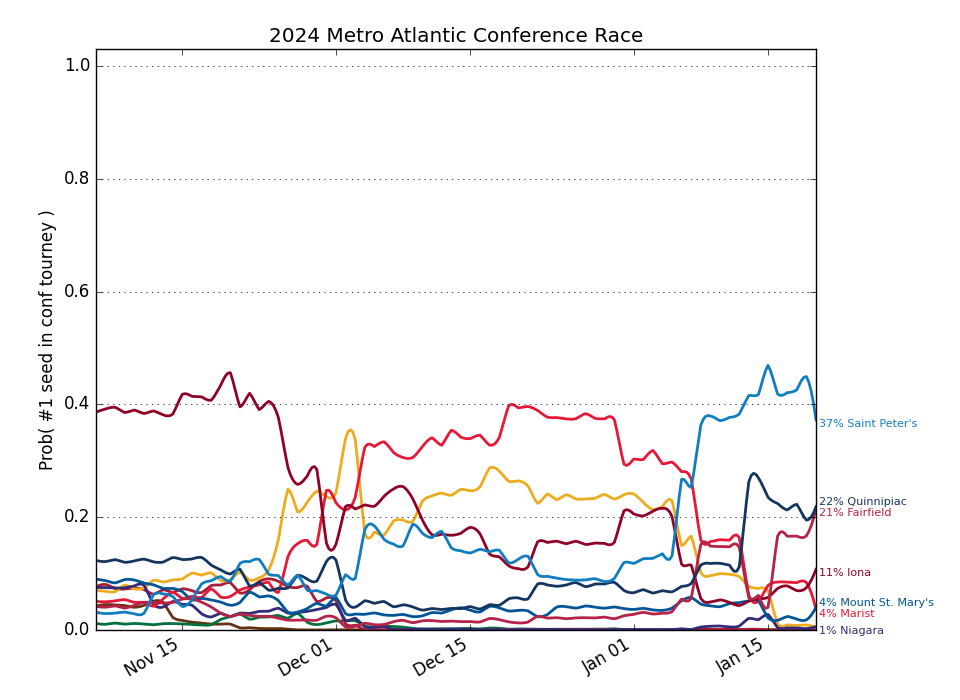 2024 Metro Atlantic Conference Race
Prob( #1 seed in conf tourney )
1.0
0.8
0.6
0.4
0.2
0.0
37% Saint Peter's
22% Quinnipiac
21% Fairfield
11% Iona
4% Mount St. Mary's
4% Marist
1% Niagara
Nov 15
Dec 01
Dec 15
Jan 01
Jan 15